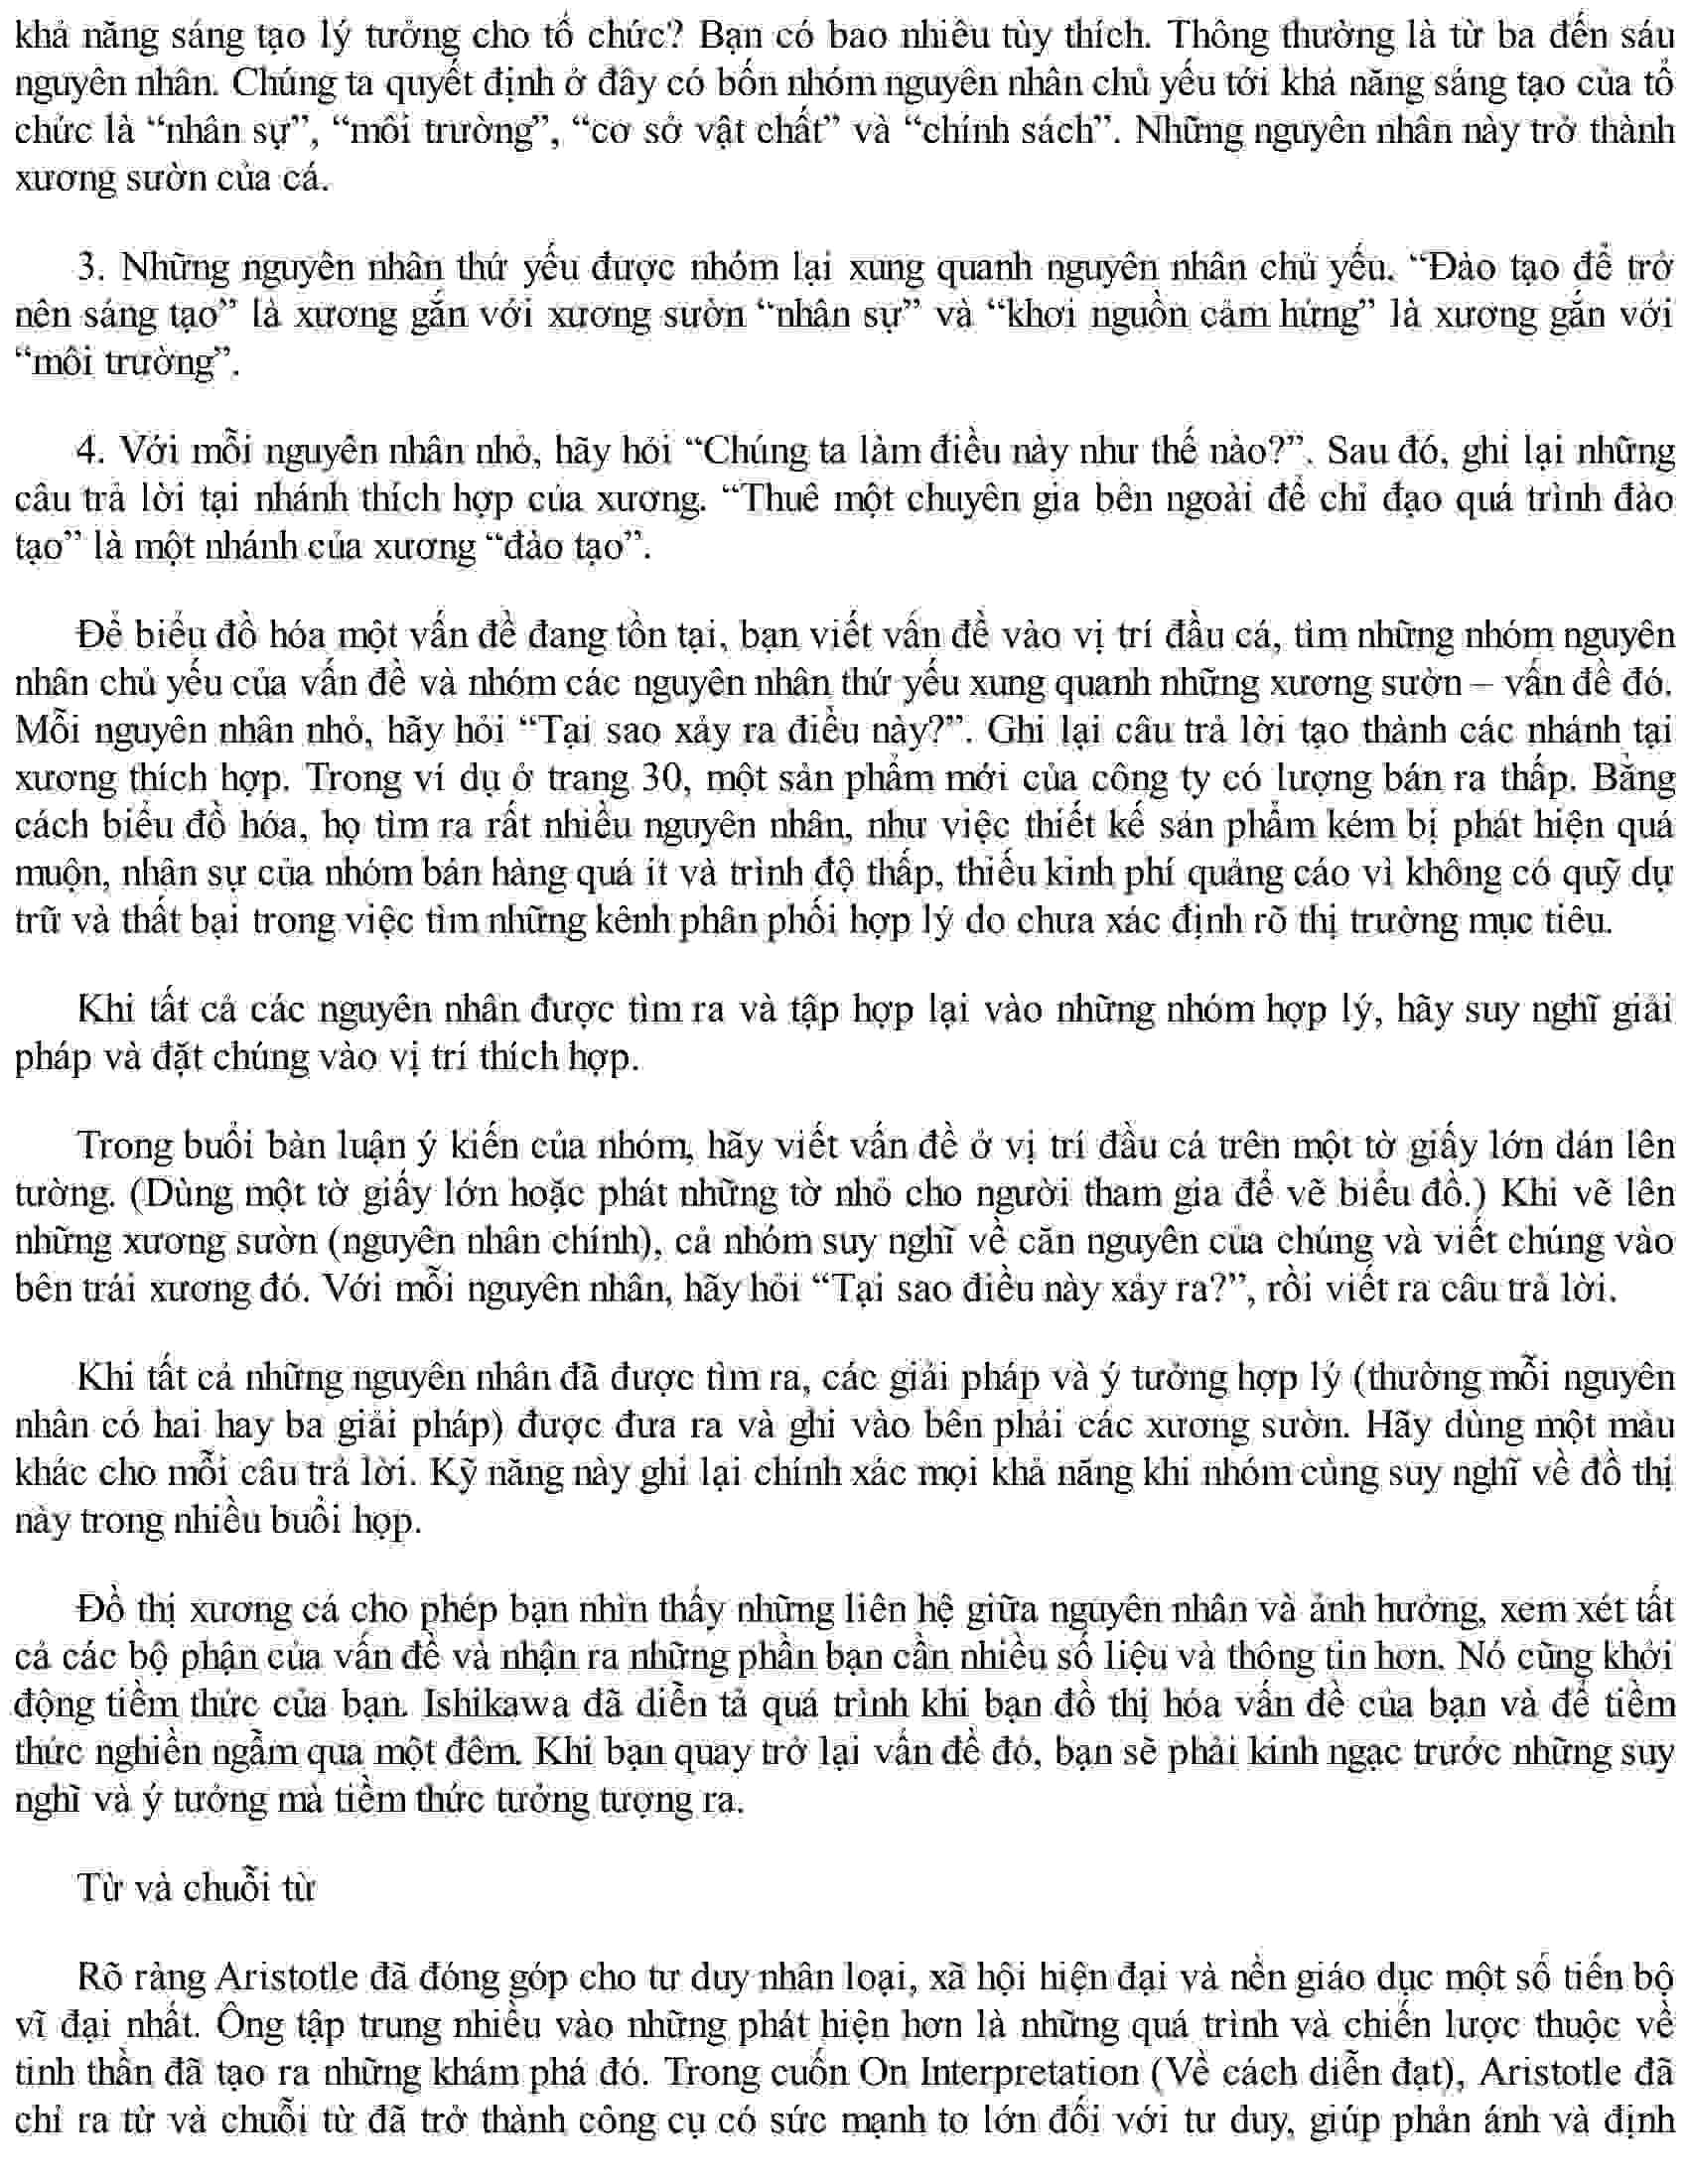 khả năng sáng tạo lý tưởng cho tổ chức? Bạn có bao nhiêu tùy thích. Thông thường là từ ba đến sáu
nguyên nhân. Chúng ta quyết định ở đây có bốn nhóm nguyên nhân chủ yếu tới khả năng sáng tạo của tổ
chức là “nhân sự”, “môi trường”, “cơ sở vật chất” và “chính sách”. Những nguyên nhân này trở thành
xương sườn của cá.
3. Những nguyên nhân thứ yếu được nhóm lại xung quanh nguyên nhân chủ yếu. “Đào tạo để trở
nên sáng tạo” là xương gắn với xương sườn “nhân sự” và “khơi nguồn cảm hứng” là xương gắn với
“môi trường”.
4. Với mỗi nguyên nhân nhỏ, hãy hỏi “Chúng ta làm điều này như thế nào?”. Sau đó, ghi lại những
câu trả lời tại nhánh thích hợp của xương. “Thuê một chuyên gia bên ngoài để chỉ đạo quá trình đào
tạo” là một nhánh của xương “đào tạo”.
Để biểu đồ hóa một vấn đề đang tồn tại, bạn viết vấn đề vào vị trí đầu cá, tìm những nhóm nguyên
nhân chủ yếu của vấn đề và nhóm các nguyên nhân thứ yếu xung quanh những xương sườn – vấn đề đó.
Mỗi nguyên nhân nhỏ, hãy hỏi “Tại sao xảy ra điều này?”. Ghi lại câu trả lời tạo thành các nhánh tại
xương thích hợp. Trong ví dụ ở trang 30, một sản phẩm mới của công ty có lượng bán ra thấp. Bằng
cách biểu đồ hóa, họ tìm ra rất nhiều nguyên nhân, như việc thiết kế sản phẩm kém bị phát hiện quá
muộn, nhân sự của nhóm bán hàng quá ít và trình độ thấp, thiếu kinh phí quảng cáo vì không có quỹ dự
trữ và thất bại trong việc tìm những kênh phân phối hợp lý do chưa xác định rõ thị trường mục tiêu.
Khi tất cả các nguyên nhân được tìm ra và tập hợp lại vào những nhóm hợp lý, hãy suy nghĩ giải
pháp và đặt chúng vào vị trí thích hợp.
Trong buổi bàn luận ý kiến của nhóm, hãy viết vấn đề ở vị trí đầu cá trên một tờ giấy lớn dán lên
tường. (Dùng một tờ giấy lớn hoặc phát những tờ nhỏ cho người tham gia để vẽ biểu đồ.) Khi vẽ lên
những xương sườn (nguyên nhân chính), cả nhóm suy nghĩ về căn nguyên của chúng và viết chúng vào
bên trái xương đó. Với mỗi nguyên nhân, hãy hỏi “Tại sao điều này xảy ra?”, rồi viết ra câu trả lời.
Khi tất cả những nguyên nhân đã được tìm ra, các giải pháp và ý tưởng hợp lý (thường mỗi nguyên
nhân có hai hay ba giải pháp) được đưa ra và ghi vào bên phải các xương sườn. Hãy dùng một màu
khác cho mỗi câu trả lời. Kỹ năng này ghi lại chính xác mọi khả năng khi nhóm cùng suy nghĩ về đồ thị
này trong nhiều buổi họp.
Đồ thị xương cá cho phép bạn nhìn thấy những liên hệ giữa nguyên nhân và ảnh hưởng, xem xét tất
cả các bộ phận của vấn đề và nhận ra những phần bạn cần nhiều số liệu và thông tin hơn. Nó cũng khởi
động tiềm thức của bạn. Ishikawa đã diễn tả quá trình khi bạn đồ thị hóa vấn đề của bạn và để tiềm
thức nghiền ngẫm qua một đêm. Khi bạn quay trở lại vấn đề đó, bạn sẽ phải kinh ngạc trước những suy
nghĩ và ý tưởng mà tiềm thức tưởng tượng ra.
Từ và chuỗi từ
Rõ ràng Aristotle đã đóng góp cho tư duy nhân loại, xã hội hiện đại và nền giáo dục một số tiến bộ
vĩ đại nhất. Ông tập trung nhiều vào những phát hiện hơn là những quá trình và chiến lược thuộc về
tinh thần đã tạo ra những khám phá đó. Trong cuốn On Interpretation (Về cách diễn đạt), Aristotle đã
chỉ ra từ và chuỗi từ đã trở thành công cụ có sức mạnh to lớn đối với tư duy, giúp phản ánh và định